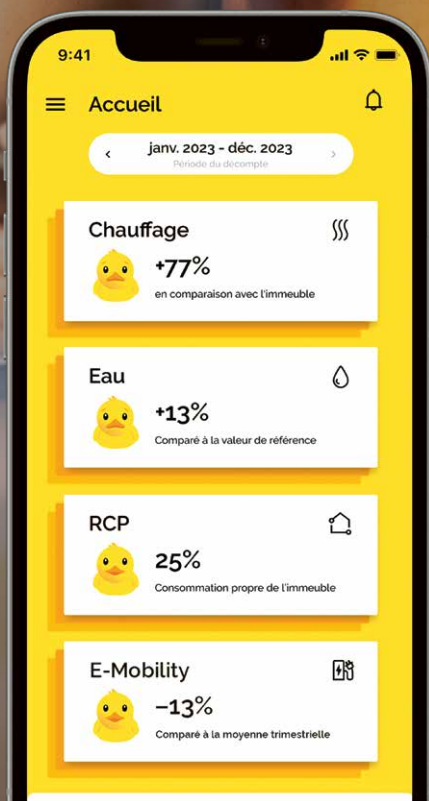 9:41
Accueil
janv. 2023 - déc. 2023
Période du décompte
Chauffage
+77%
en comparaison avec l'immeuble
Eau
+13%
Comparé à la valeur de référence
RCP
25%
Consommation propre de l'immeuble
E-Mobility
–13%
Comparé à la moyenne trimestrielle